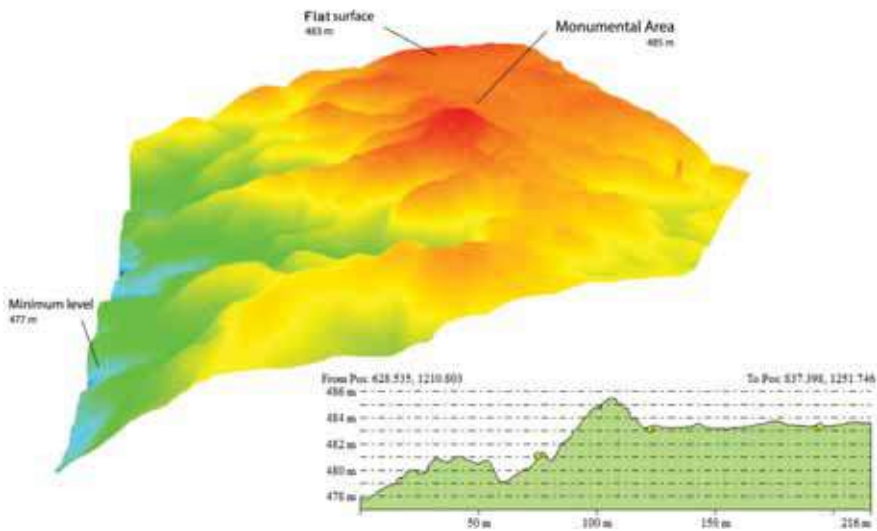 Flat surface
483 m
Monumental Area
485 m
Minimum level
477 m
From Pos: 628.535, 1210.803 To Pos: 837.398, 1251.746
486 m
484 m
482 m
480 m
478 m
50 m 100 m 150 m 216 m